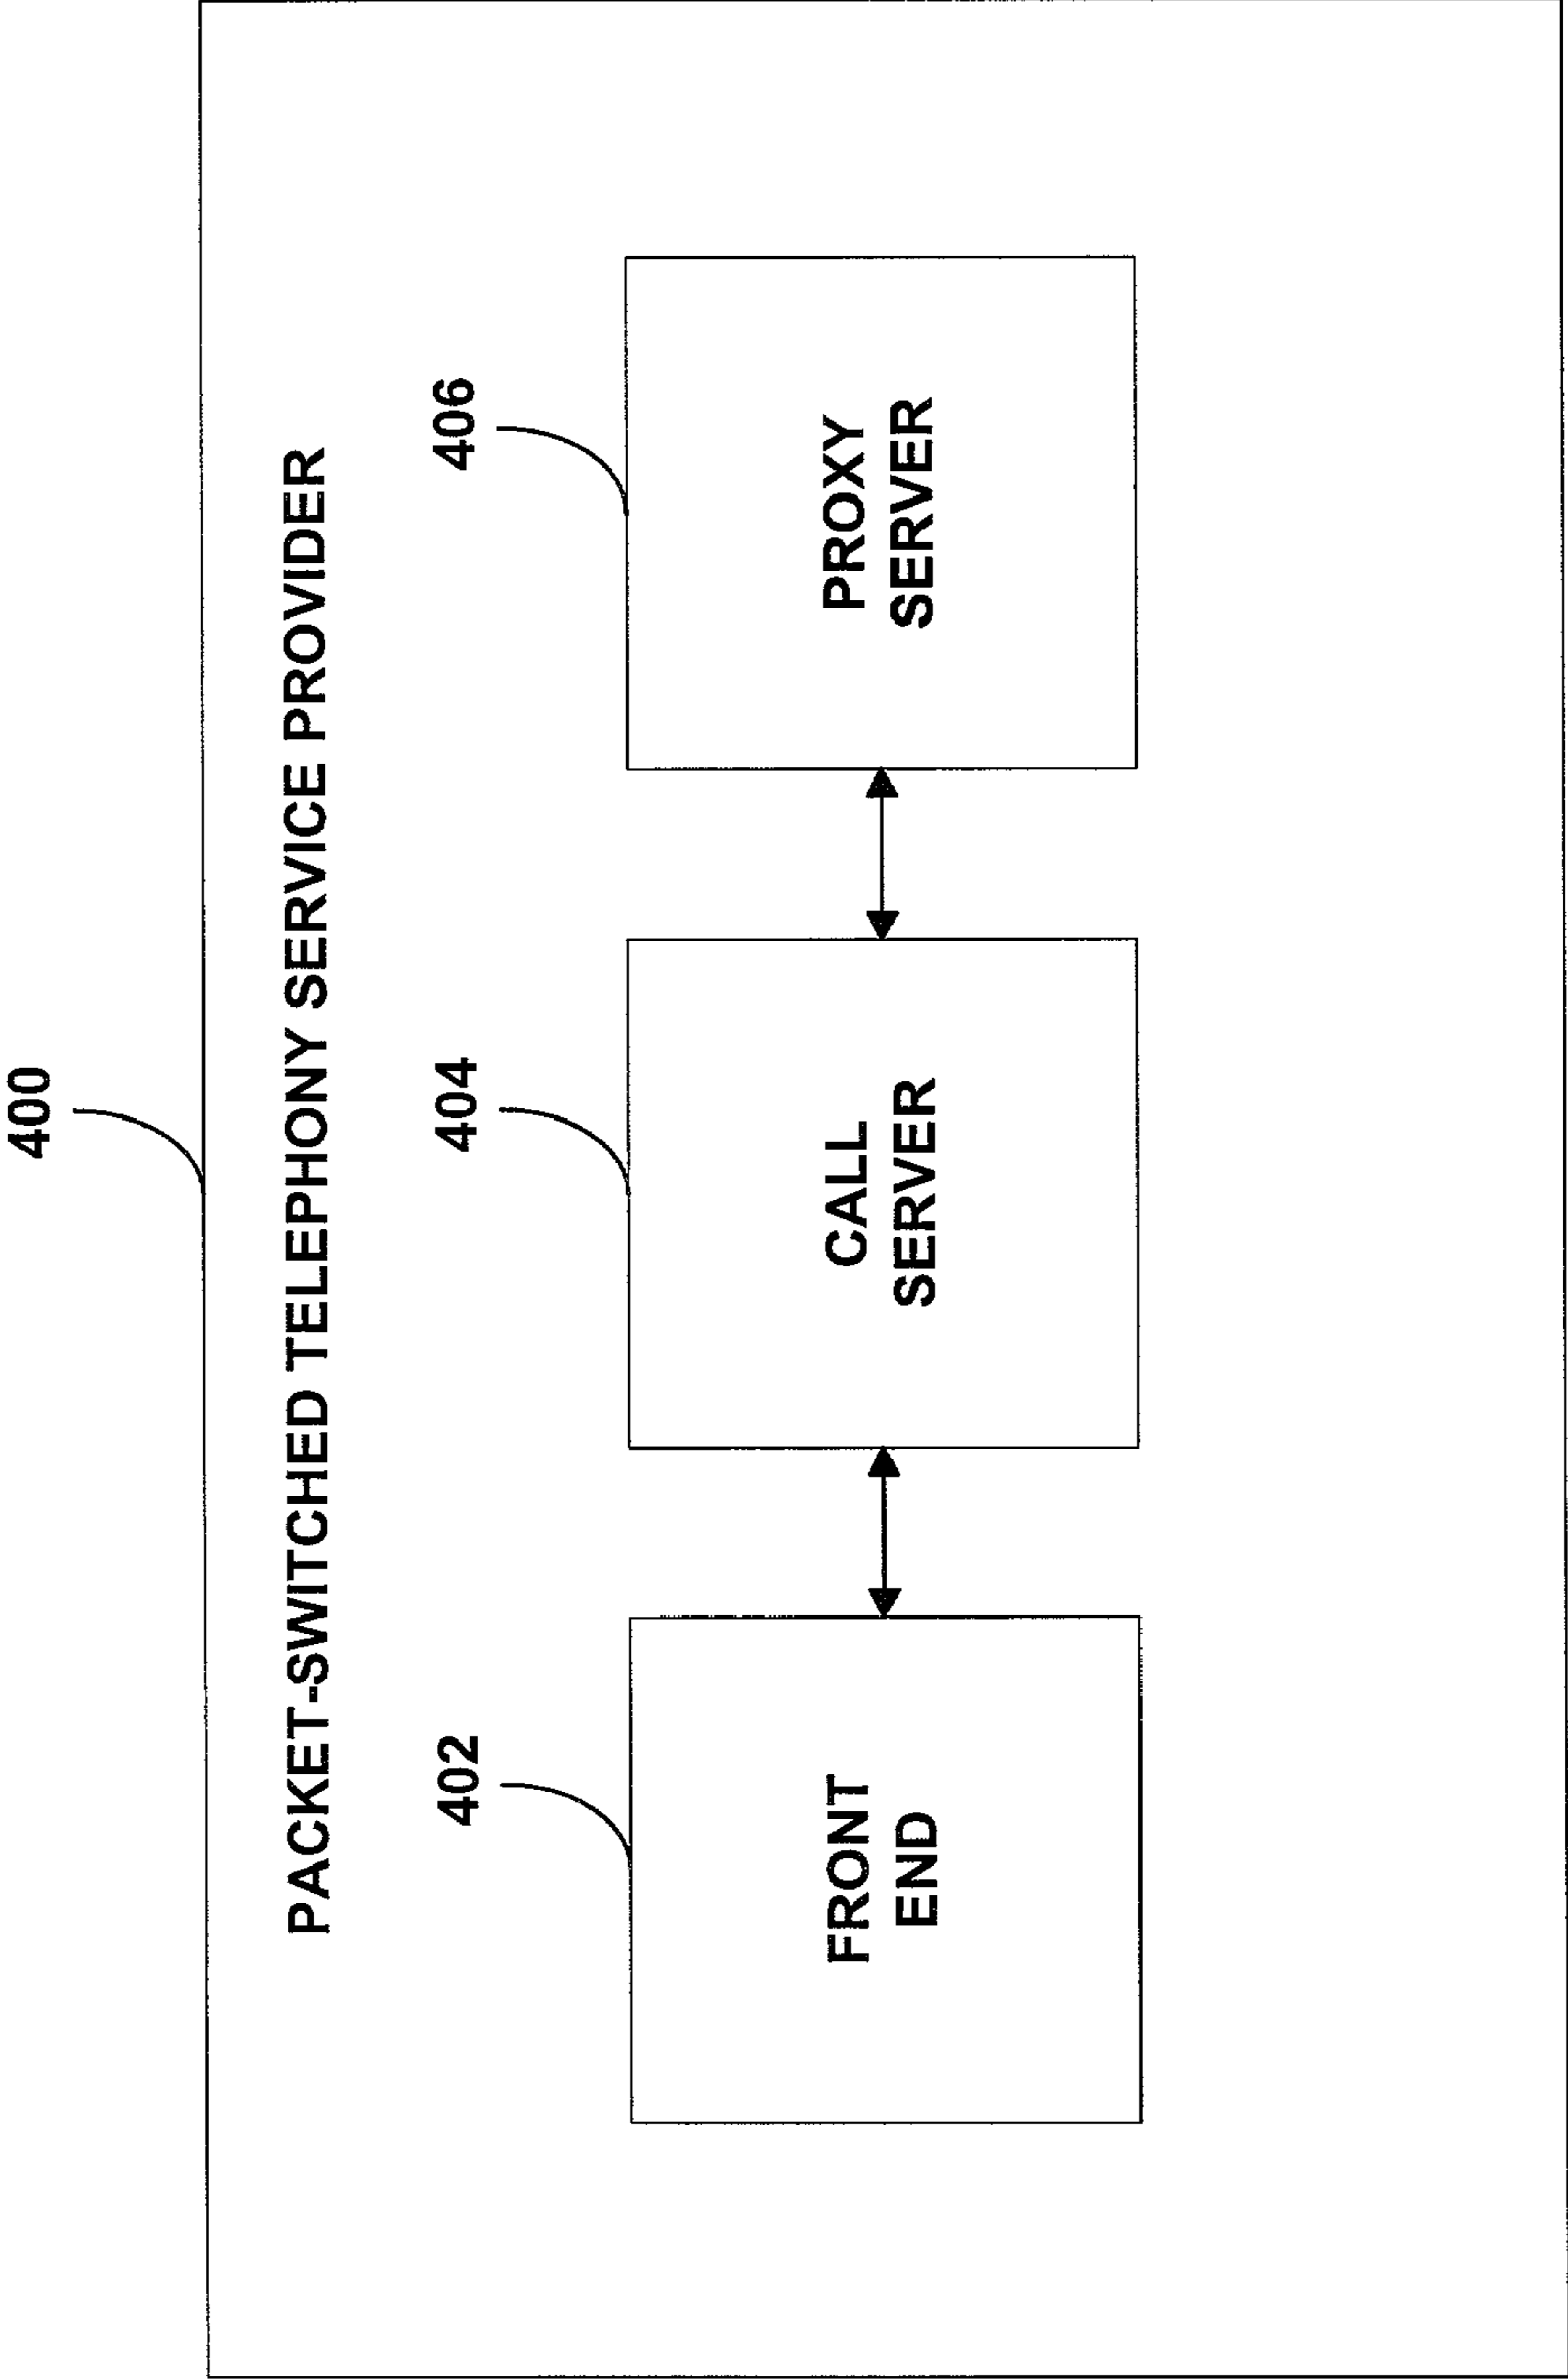 400
PACKET-SWITCHED TELEPHONY SERVICE PROVIDER
402
404
406
FRONT
END
CALL
SERVER
PROXY
SERVER